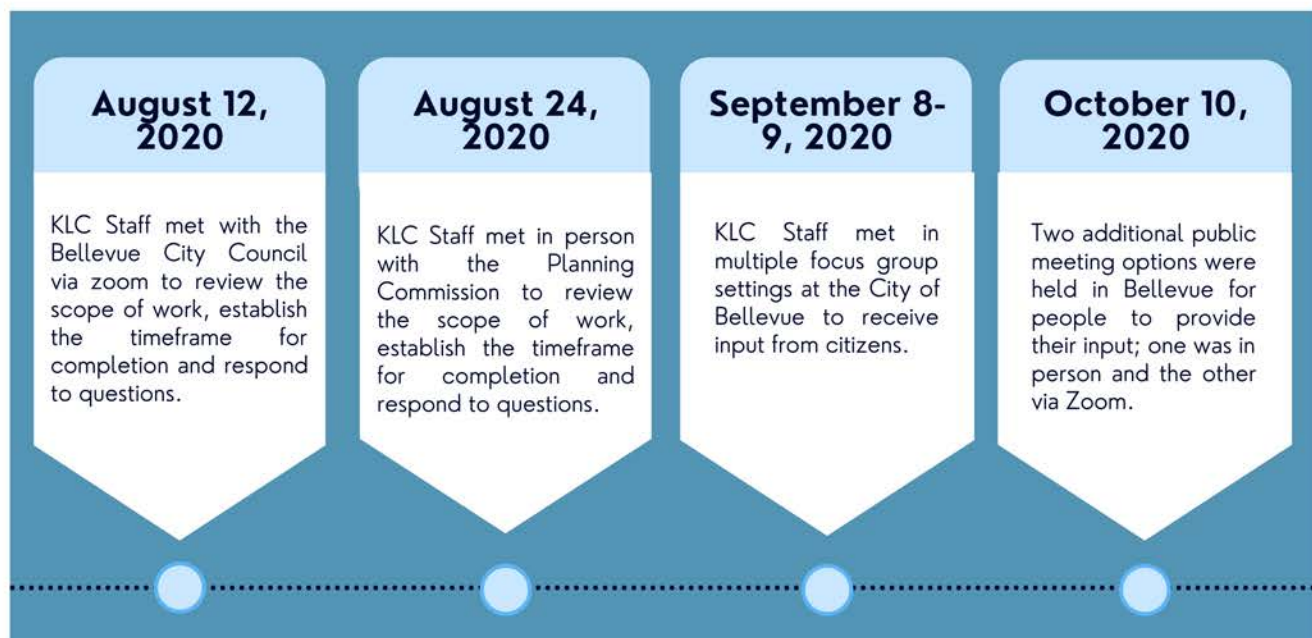 August 12,
2020
KLC Staff met with the
Bellevue City Council
via zoom to review the
scope of work, establish
the timeframe for
completion and respond
to questions.
August 24,
2020
KLC Staff met in person
with the Planning
Commission to review
the scope of work,
establish the timeframe
for completion and
respond to questions.
September 8-
9, 2020
KLC Staff met in
multiple focus group
settings at the City of
Bellevue to receive
input from citizens.
October 10,
2020
Two additional public
meeting options were
held in Bellevue for
people to provide
their input; one was in
person and the other
via Zoom.